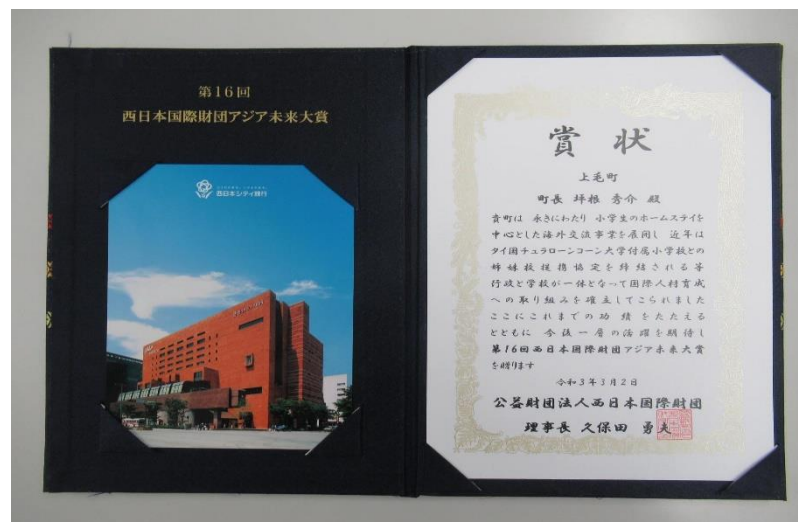 第16回
西日本国際財団アジア未来大賞
西日本シティ銀行
賞状
上毛町
町長 坪根 秀介 殿
貴町は 永きにわたり 小学生のホームステイを
中心とした海外交流事業を展開し 近年は
タイ国チュラローンコーン大学付属小学校との
姉妹校提携協定を締結される等
行政と学校が一体となって国際人材育成
への取り組みを確立してこられました
ここにこれまでの功績をたたえる
とともに 今後一層の活躍を期待し
第16回西日本国際財団アジア未来大賞
を贈ります
令和3年3月2日
公益財団法人西日本国際財団
理事長 久保田 勇夫